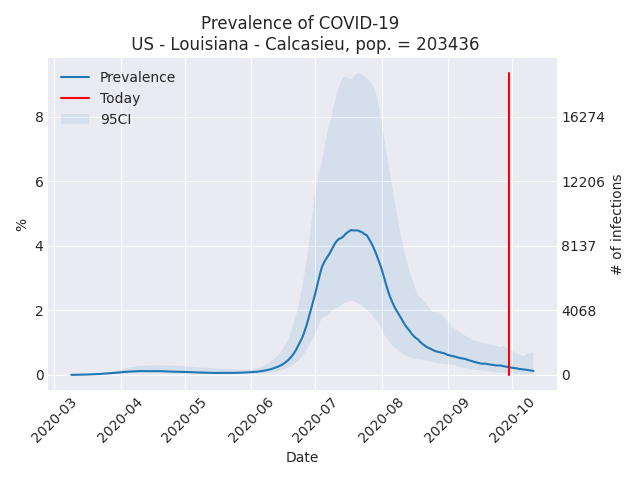 Prevalence of COVID-19
US - Louisiana - Calcasieu, pop. = 203436
Prevalence
Today
95CI
8
6
4
2
0
%
16274
12206
8137
4068
0
# of infections
2020-03
2020-04
2020-05
2020-06
2020-07
2020-08
2020-09
2020-10
Date